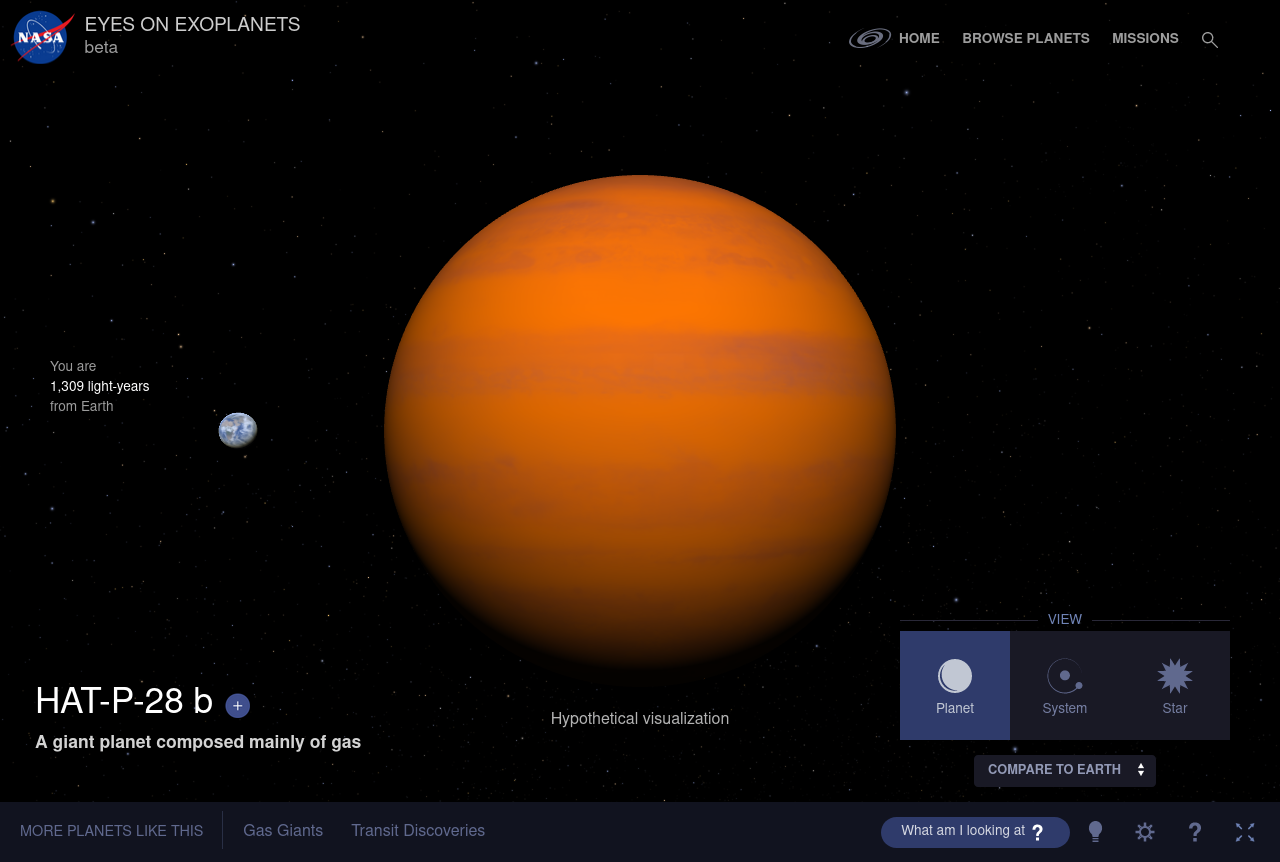 NASA
EYES ON EXOPLANETS
beta
HOME
BROWSE PLANETS
MISSIONS
You are
1,309 light-years
from Earth
HAT-P-28 b +
A giant planet composed mainly of gas
Hypothetical visualization
VIEW
Planet
System
Star
COMPARE TO EARTH
MORE PLANETS LIKE THIS
Gas Giants
Transit Discoveries
What am I looking at ?
?